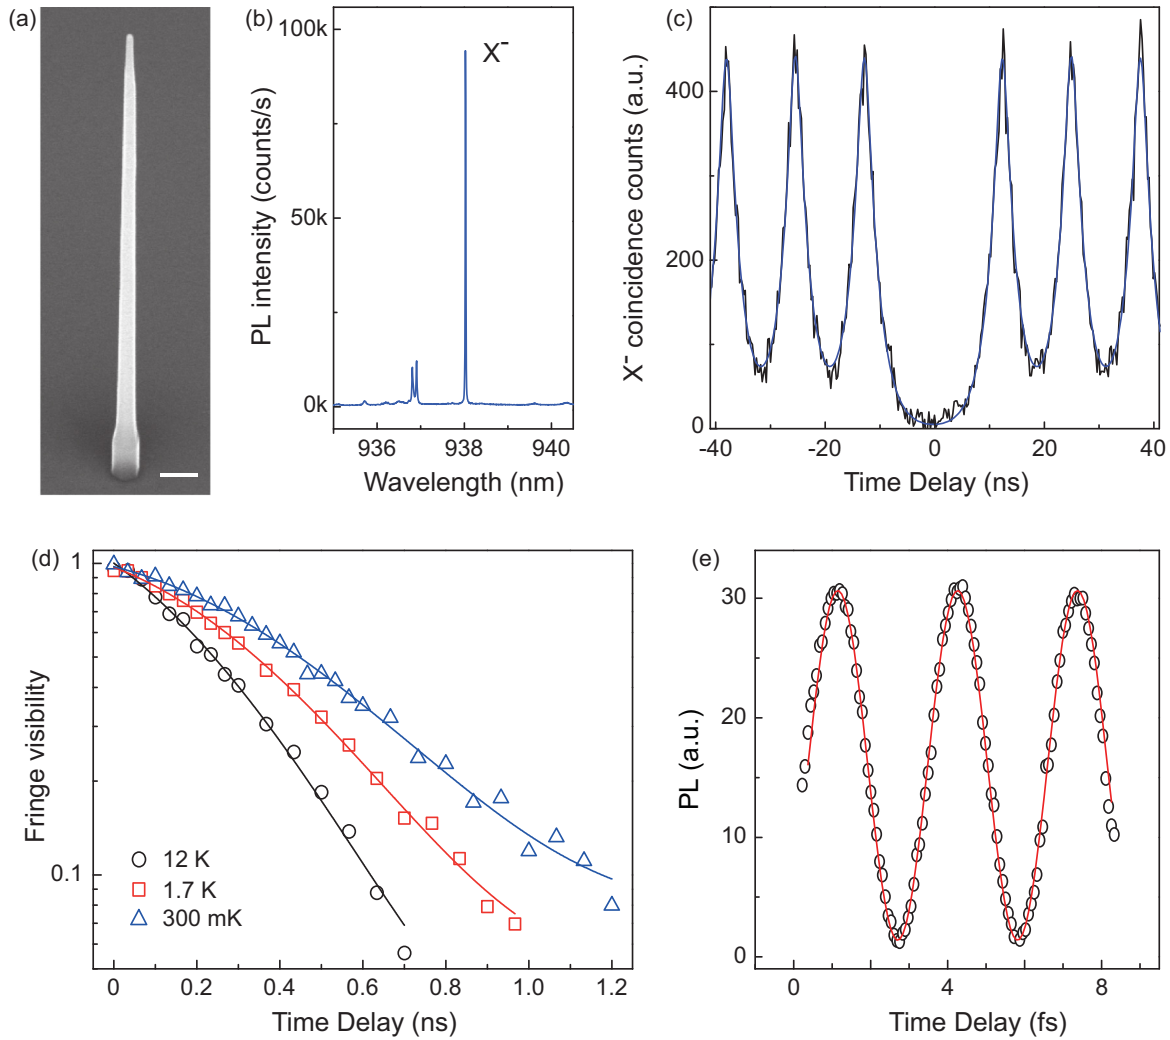 (a)
(b)
100k
50k
0k
PL intensity (counts/s)
X⁻
936
938
940
Wavelength (nm)
(c)
400
200
0
X⁻ coincidence counts (a.u.)
-40
-20
0
20
40
Time Delay (ns)
(d)
1
0.1
Fringe visibility
12 K
1.7 K
300 mK
0
0.2
0.4
0.6
0.8
1.0
1.2
Time Delay (ns)
(e)
30
20
10
0
PL (a.u.)
0
4
8
Time Delay (fs)